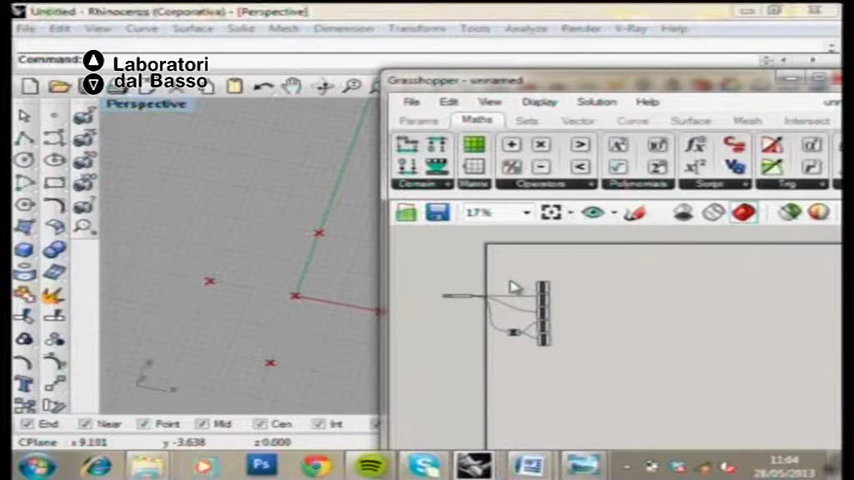 Untitled - Rhinoceros (Corporativa) - [Perspective]
File Edit View Curve Surface Solid Mesh Dimension Transform Tools Analyze Render X-Ray Help
Command:
Laboratori
dal Basso
Perspective
Grasshopper - unnamed
File Edit View Display Solution Help
Params Maths Sets Vector Curve Surface Mesh Intersect
Domain Matrix Operators Polynomials Script Trig
17%
End Near Point Mid Cen Int
CPlane x 9.101 y -3.638 z 0.000
Ps
11:04
28/05/2013